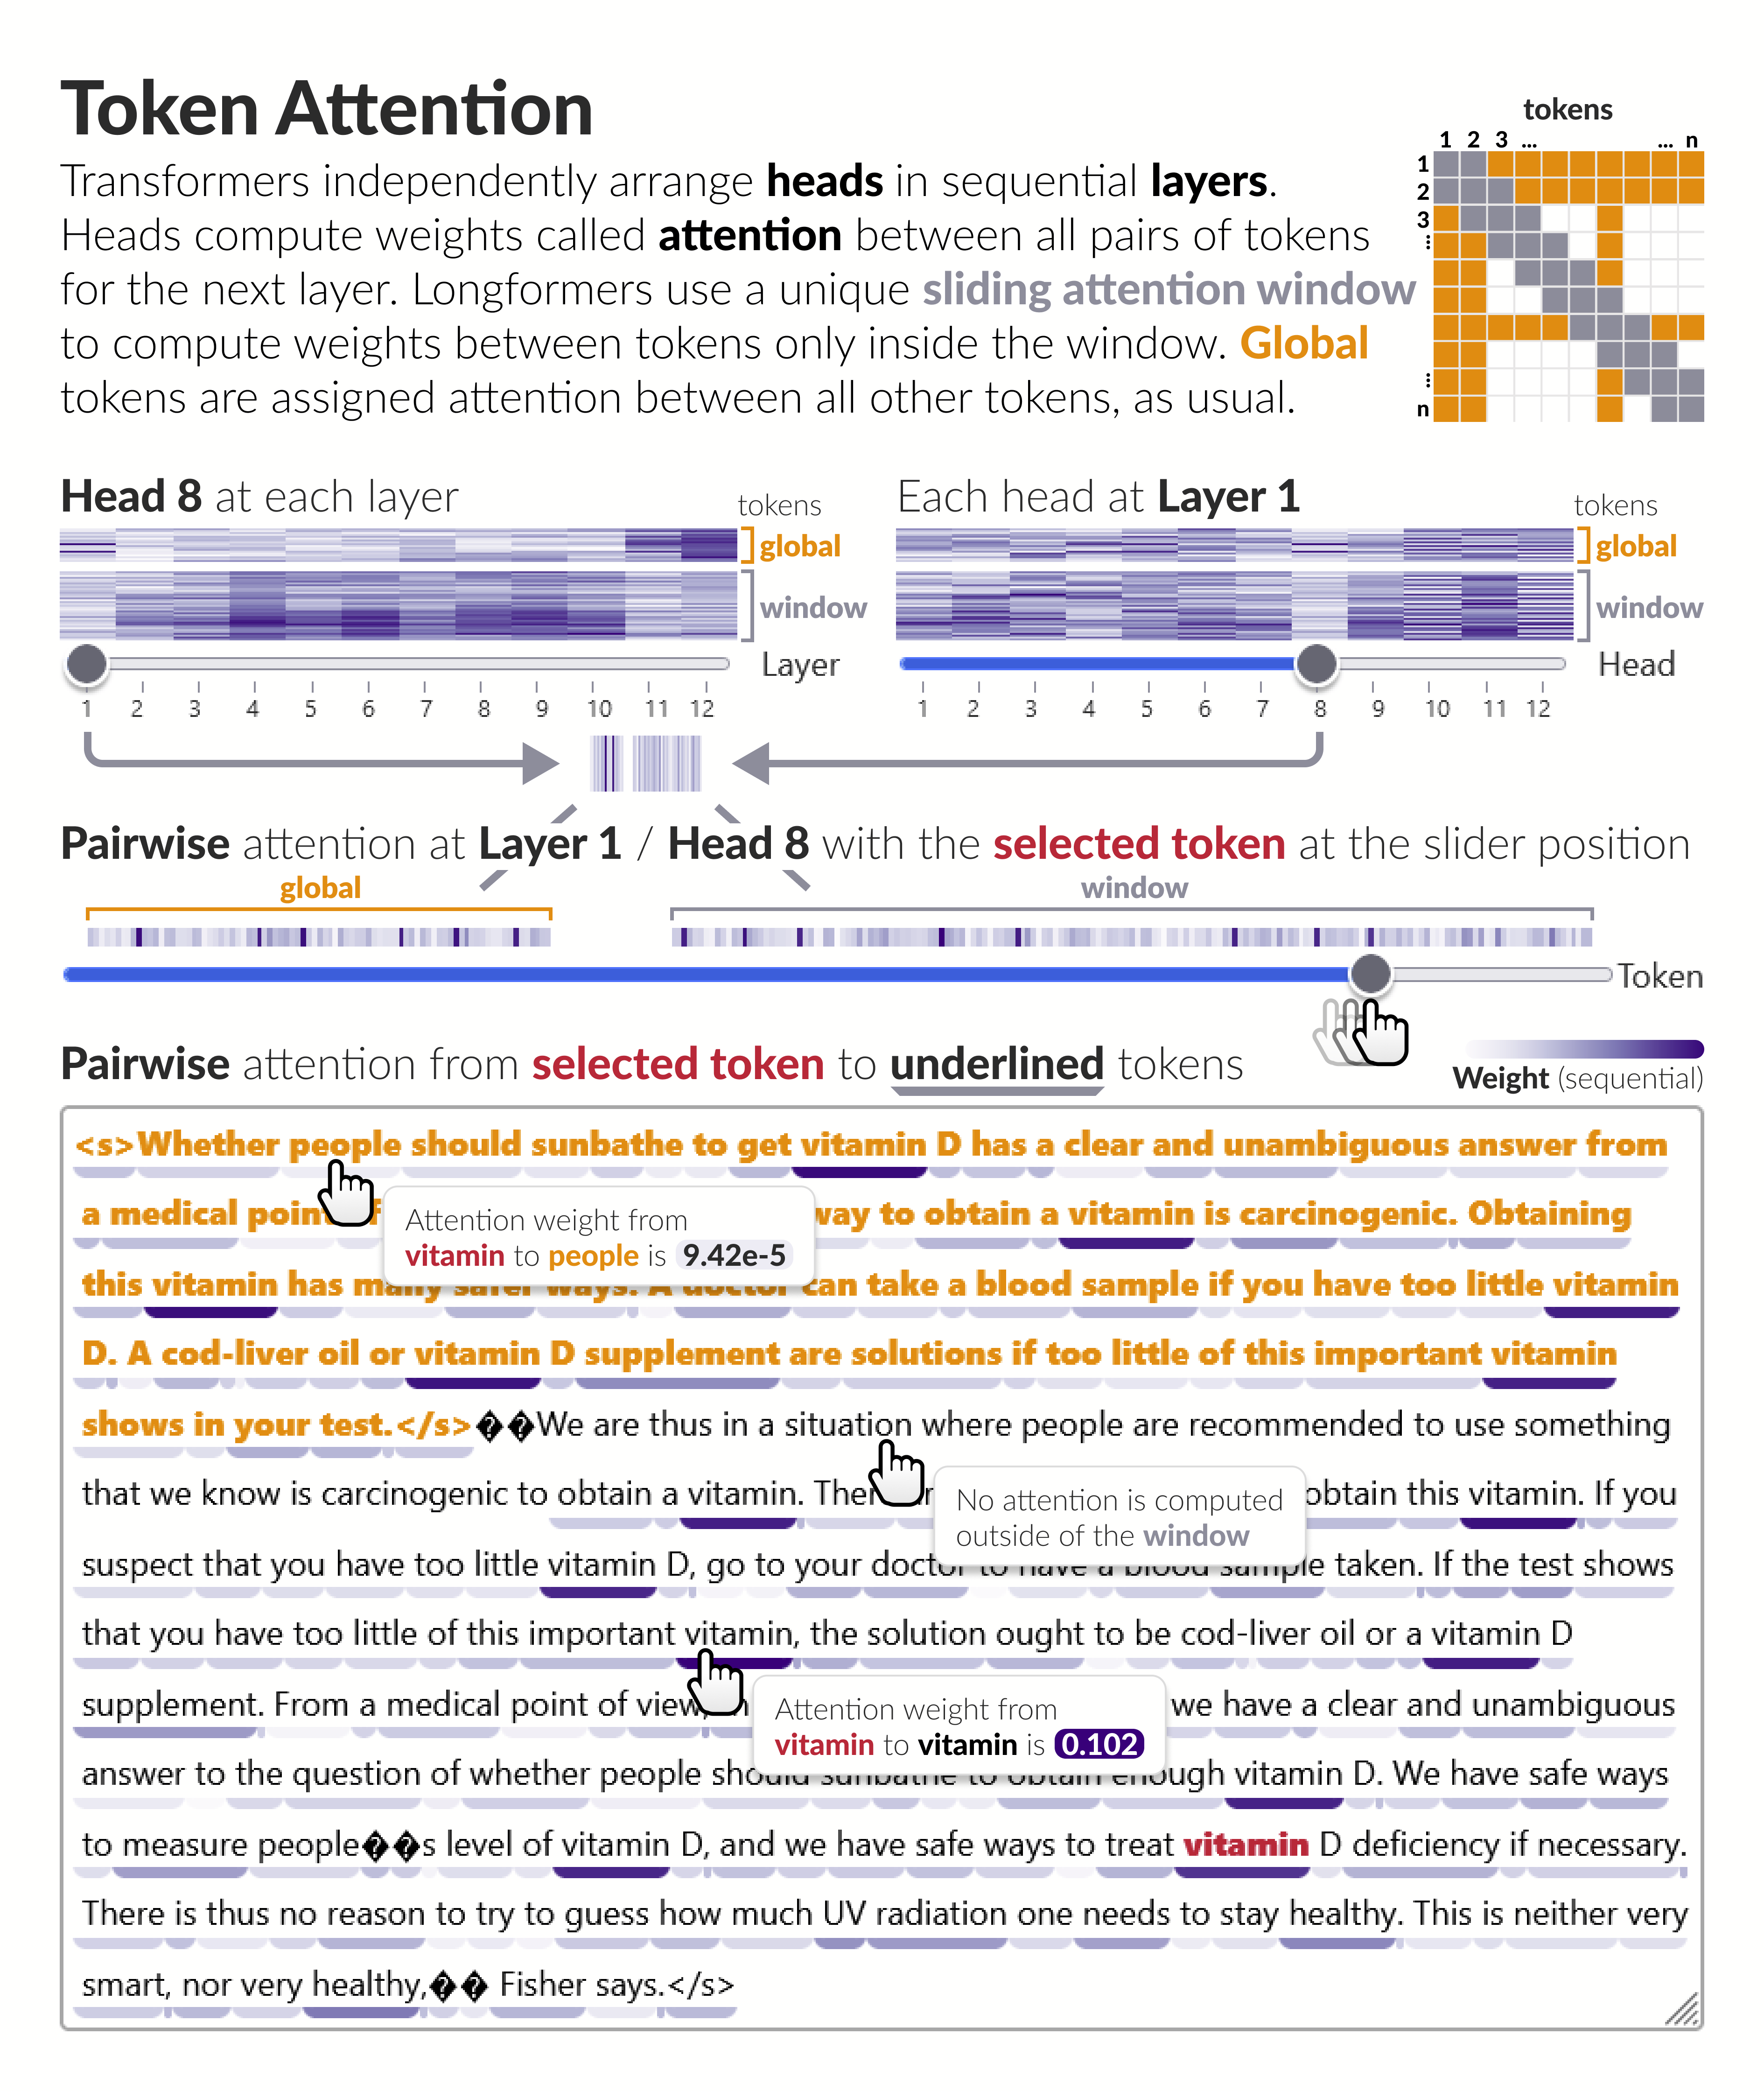 Token Attention
Transformers independently arrange heads in sequential layers.
Heads compute weights called attention between all pairs of tokens
for the next layer. Longformers use a unique sliding attention window
to compute weights between tokens only inside the window. Global
tokens are assigned attention between all other tokens, as usual.
tokens
1 2 3 ... ... n
1
2
3
⋮
⋮
n
Head 8 at each layer
tokens
global
window
Layer
1 2 3 4 5 6 7 8 9 10 11 12
Each head at Layer 1
tokens
global
window
Head
1 2 3 4 5 6 7 8 9 10 11 12
Pairwise attention at Layer 1 / Head 8 with the selected token at the slider position
global
window
Token
Pairwise attention from selected token to underlined tokens
Weight (sequential)
<s>Whether people should sunbathe to get vitamin D has a clear and unambiguous answer from
a medical point way to obtain a vitamin is carcinogenic. Obtaining
Attention weight from
vitamin to people is 9.42e-5
this vitamin has many safer ways. A doctor can take a blood sample if you have too little vitamin
D. A cod-liver oil or vitamin D supplement are solutions if too little of this important vitamin
shows in your test.</s>��We are thus in a situation where people are recommended to use something
that we know is carcinogenic to obtain a vitamin. obtain this vitamin. If you
No attention is computed
outside of the window
suspect that you have too little vitamin D, go to your doctor to have a blood sample taken. If the test shows
that you have too little of this important vitamin, the solution ought to be cod-liver oil or a vitamin D
supplement. From a medical point of view, we have a clear and unambiguous
Attention weight from
vitamin to vitamin is 0.102
answer to the question of whether people should sunbathe to obtain enough vitamin D. We have safe ways
to measure people��s level of vitamin D, and we have safe ways to treat vitamin D deficiency if necessary.
There is thus no reason to try to guess how much UV radiation one needs to stay healthy. This is neither very
smart, nor very healthy,�� Fisher says.</s>